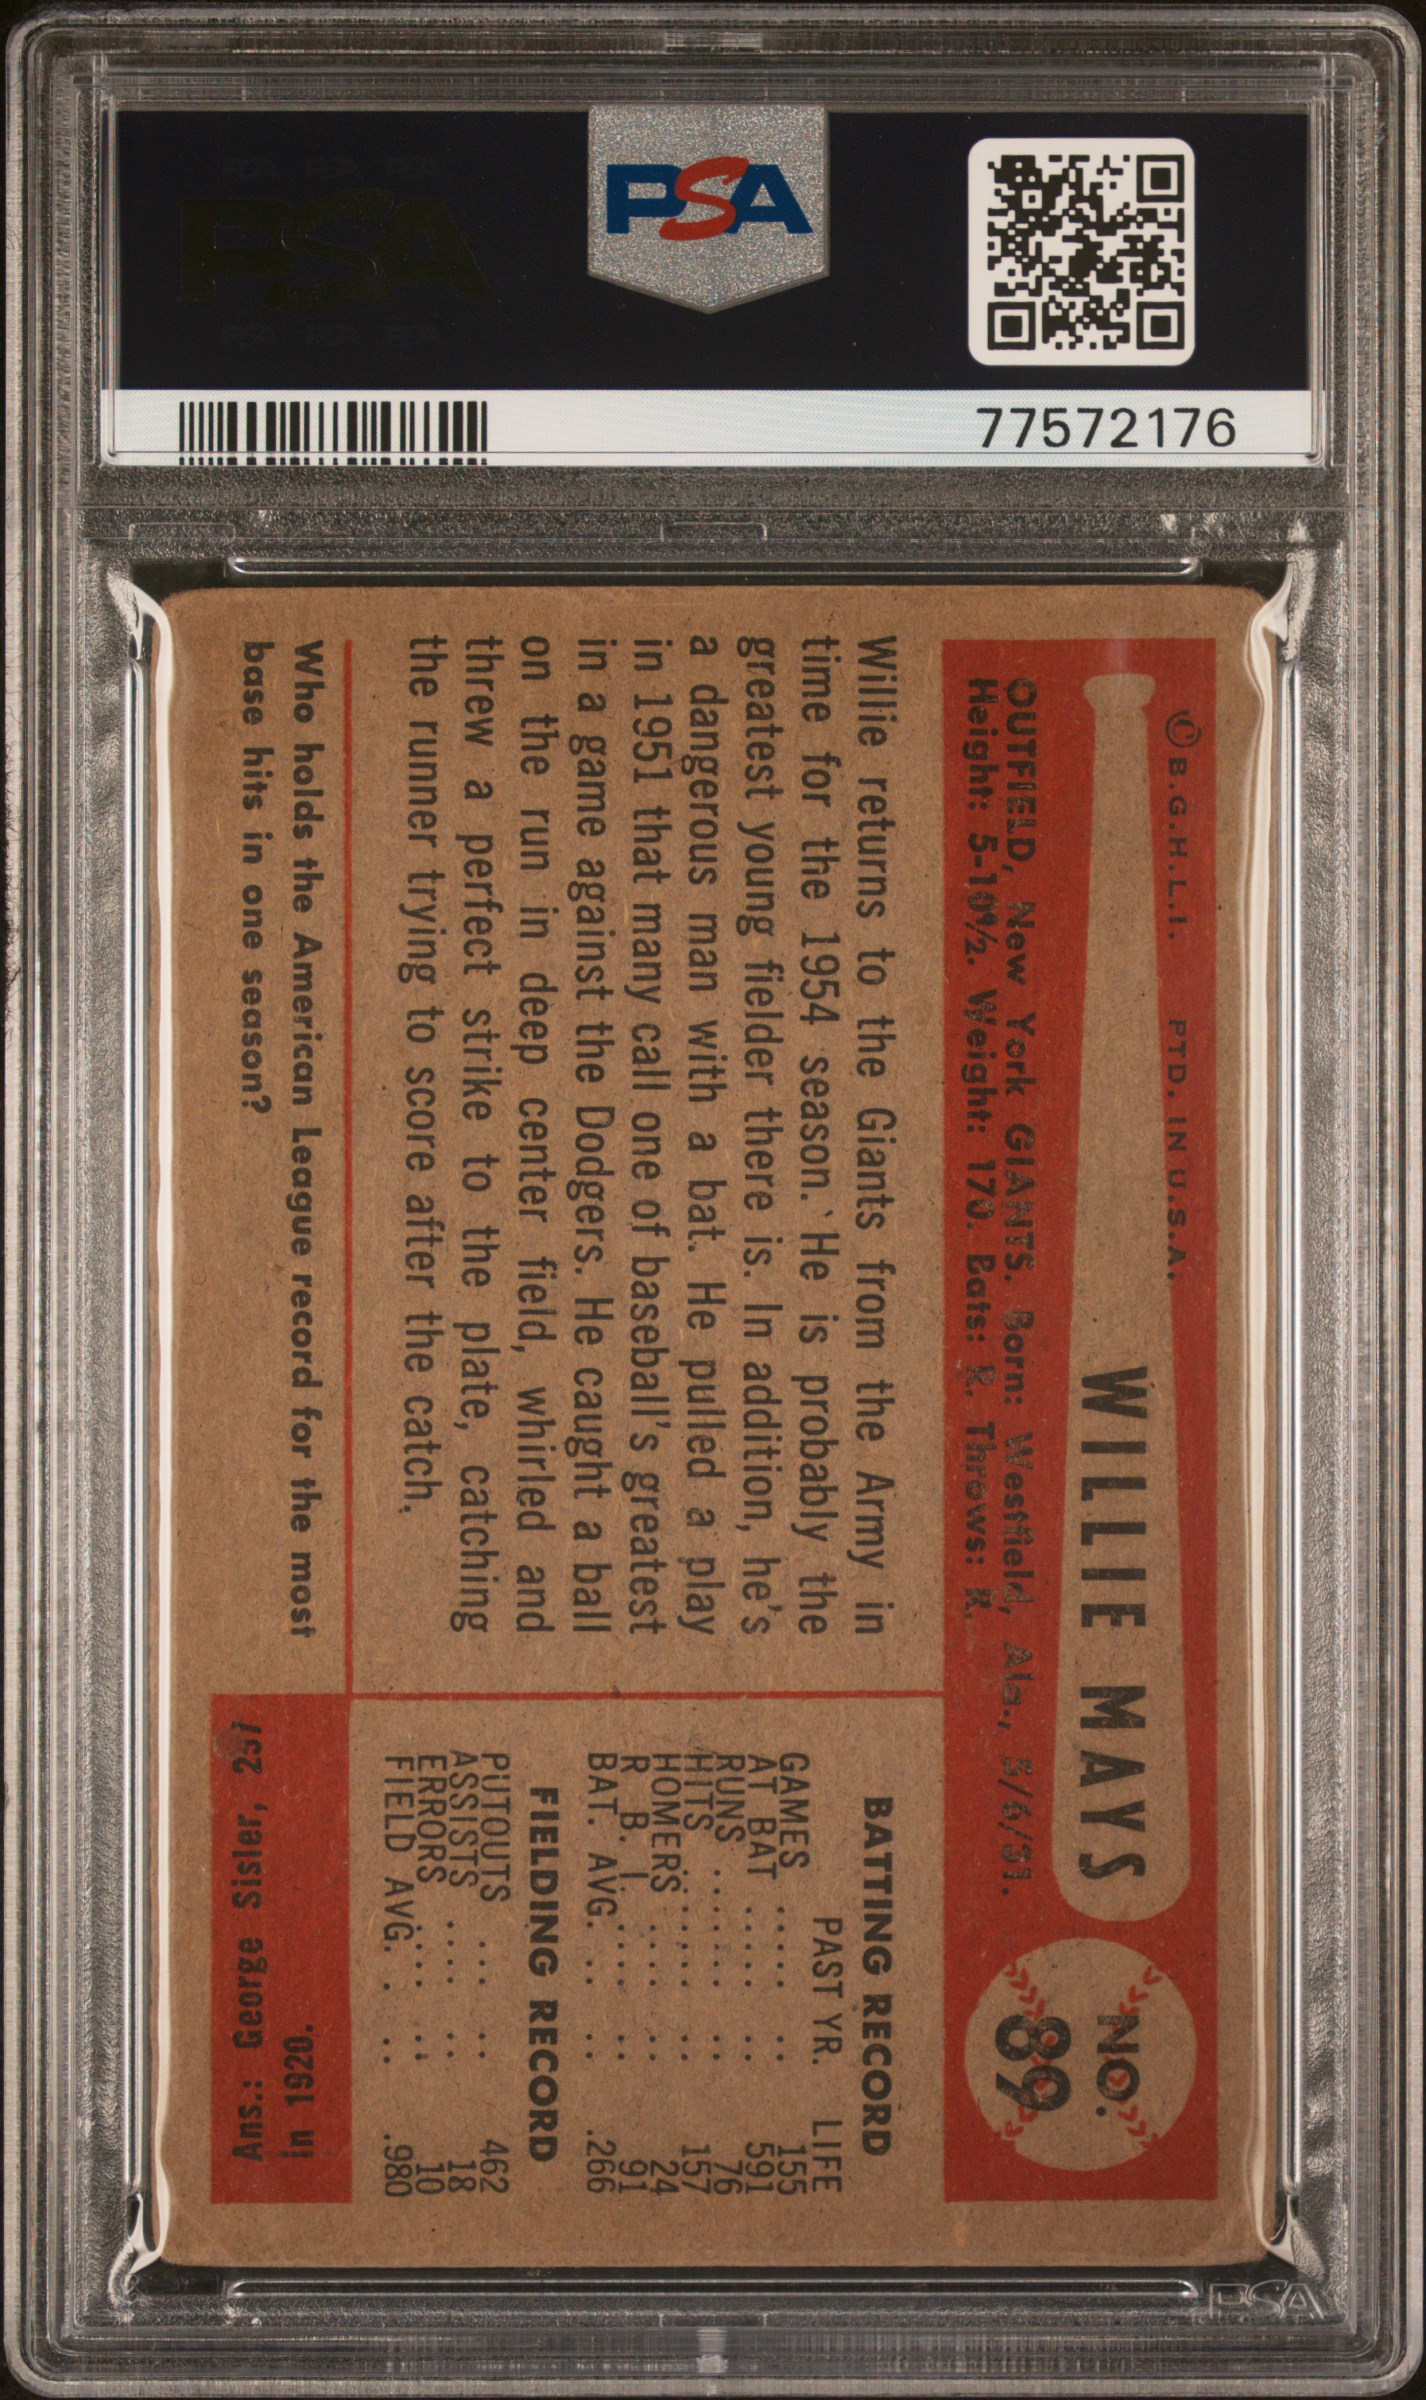 PSA
77572176
© B.G.H.L.I. PTD. IN U.S.A.
WILLIE MAYS
NO.
89
OUTFIELD, New York GIANTS. Born: Westfield, Ala., 5/6/31.
Height: 5-10½. Weight: 170. Bats: R. Throws: R.
Willie returns to the Giants from the Army in
time for the 1954 season. He is probably the
greatest young fielder there is. In addition, he's
a dangerous man with a bat. He pulled a play
in 1951 that many call one of baseball's greatest
in a game against the Dodgers. He caught a ball
on the run in deep center field, whirled and
threw a perfect strike to the plate, catching
the runner trying to score after the catch.
BATTING RECORD
PAST YR. LIFE
GAMES ..... .. 155
AT BAT ..... .. 591
RUNS ....... .. 76
HITS ....... .. 157
HOMERS .... .. 24
R. B. I. .... .. 91
BAT. AVG. .. .. .266
FIELDING RECORD
PUTOUTS ... .. 462
ASSISTS .... .. 18
ERRORS .... .. 10
FIELD AVG. . .. .980
Who holds the American League record for the most
base hits in one season?
Ans.: George Sisler, 257
in 1920.
PSA